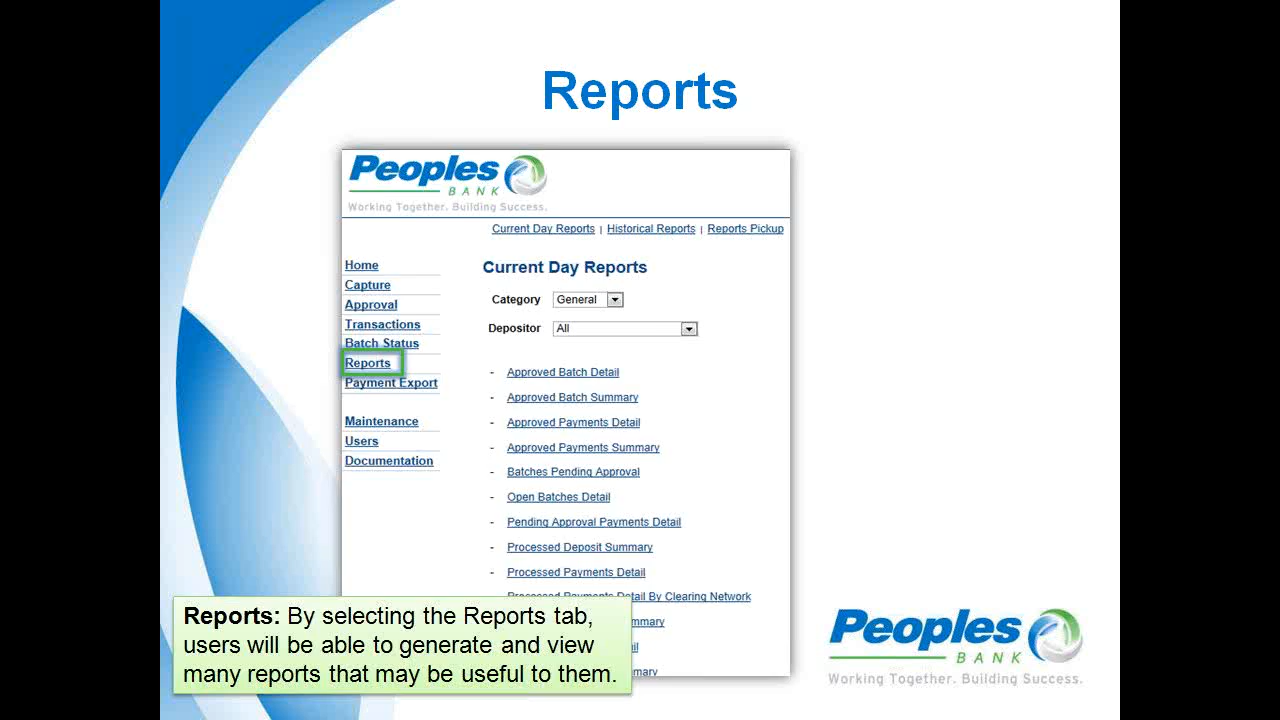 Reports
Peoples
BANK
Working Together. Building Success.
Current Day Reports | Historical Reports | Reports Pickup
Home
Capture
Approval
Transactions
Batch Status
Reports
Payment Export
Maintenance
Users
Documentation
Current Day Reports
Category General
Depositor All
- Approved Batch Detail
- Approved Batch Summary
- Approved Payments Detail
- Approved Payments Summary
- Batches Pending Approval
- Open Batches Detail
- Pending Approval Payments Detail
- Processed Deposit Summary
- Processed Payments Detail
- Processed Payments Detail By Clearing Network
Reports: By selecting the Reports tab,
users will be able to generate and view
many reports that may be useful to them.
Peoples
BANK
Working Together. Building Success.